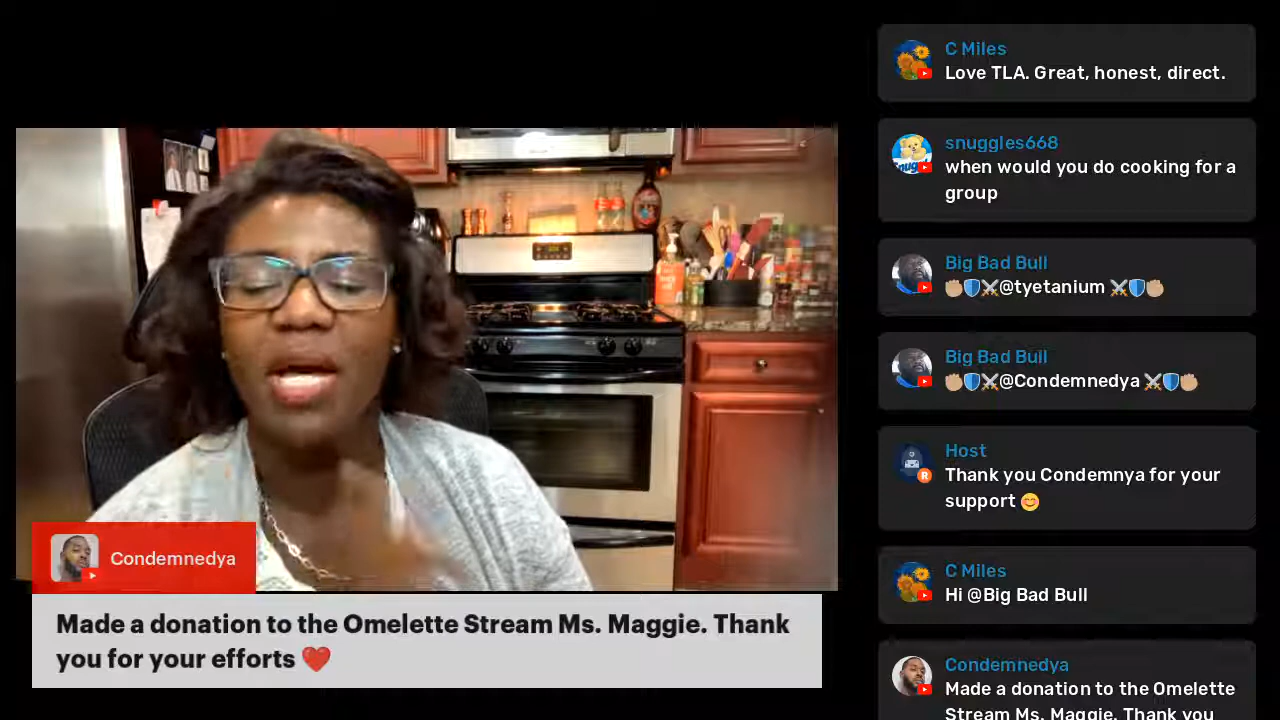 C Miles
Love TLA. Great, honest, direct.
snuggles668
when would you do cooking for a
group
Big Bad Bull
✊🏼🛡️⚔️@tyetanium ⚔️🛡️✊🏼
Big Bad Bull
✊🏼🛡️⚔️@Condemnedya ⚔️🛡️✊🏼
Host
Thank you Condemnya for your
support 😊
C Miles
Hi @Big Bad Bull
Condemnedya
Made a donation to the Omelette
Stream Ms. Maggie. Thank you
Condemnedya
Made a donation to the Omelette Stream Ms. Maggie. Thank
you for your efforts ❤️